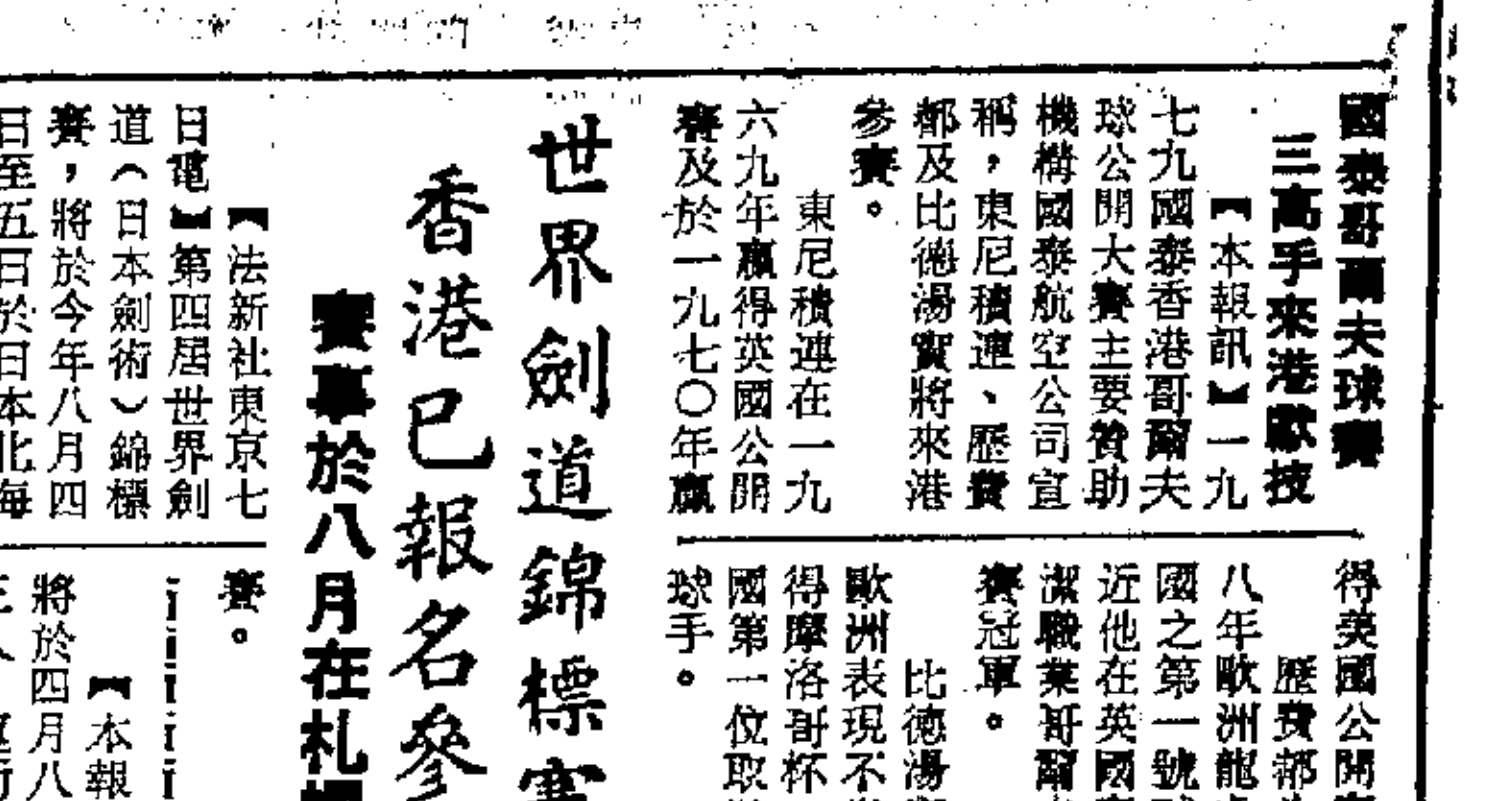 國泰哥爾夫球賽
三高手來港獻技
【本報訊】一九
七九國泰香港哥爾夫
球公開大賽主要贊助
機構國泰航空公司宣
稱，東尼積連、歷費
都及比德湯實將來港
參賽。
東尼積連在一九
六九年贏得英國公開
賽及於一九七〇年贏
得美國公開
歷費都
八年歐洲龍
國之第一號
近他在英國
潔職業哥爾
賽冠軍。
比德湯
歐洲表現不
得摩洛哥杯
國第一位取
球手。
世界劍道錦標賽
香港已報名參
賽事於八月在札幌
【法新社東京七
日電】第四屆世界劍
道（日本劍術）錦標
賽，將於今年八月四
日至五日於日本北海
賽。
【本報
將於四月八